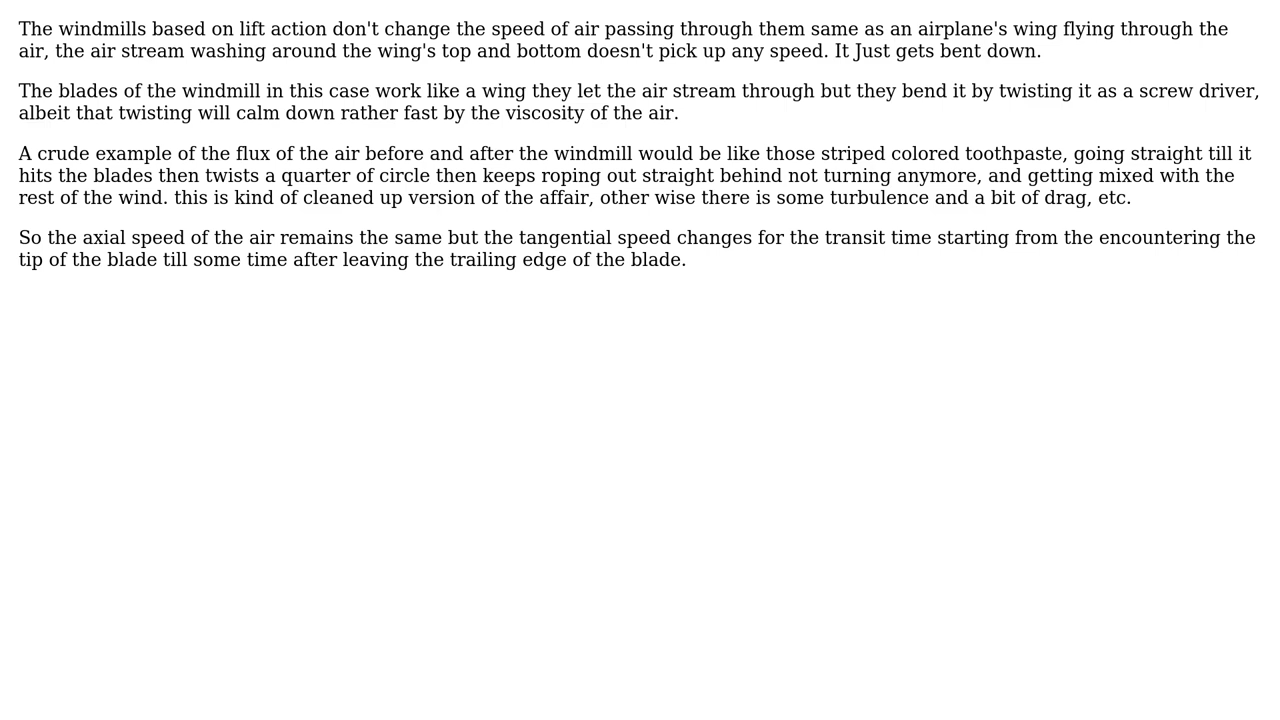 The windmills based on lift action don't change the speed of air passing through them same as an airplane's wing flying through the
air, the air stream washing around the wing's top and bottom doesn't pick up any speed. It Just gets bent down.
The blades of the windmill in this case work like a wing they let the air stream through but they bend it by twisting it as a screw driver,
albeit that twisting will calm down rather fast by the viscosity of the air.
A crude example of the flux of the air before and after the windmill would be like those striped colored toothpaste, going straight till it
hits the blades then twists a quarter of circle then keeps roping out straight behind not turning anymore, and getting mixed with the
rest of the wind. this is kind of cleaned up version of the affair, other wise there is some turbulence and a bit of drag, etc.
So the axial speed of the air remains the same but the tangential speed changes for the transit time starting from the encountering the
tip of the blade till some time after leaving the trailing edge of the blade.